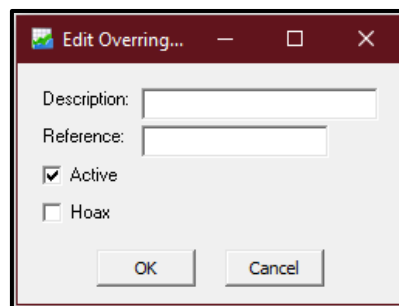 Edit Overring...
Description:
Reference:
Active
Hoax
OK Cancel